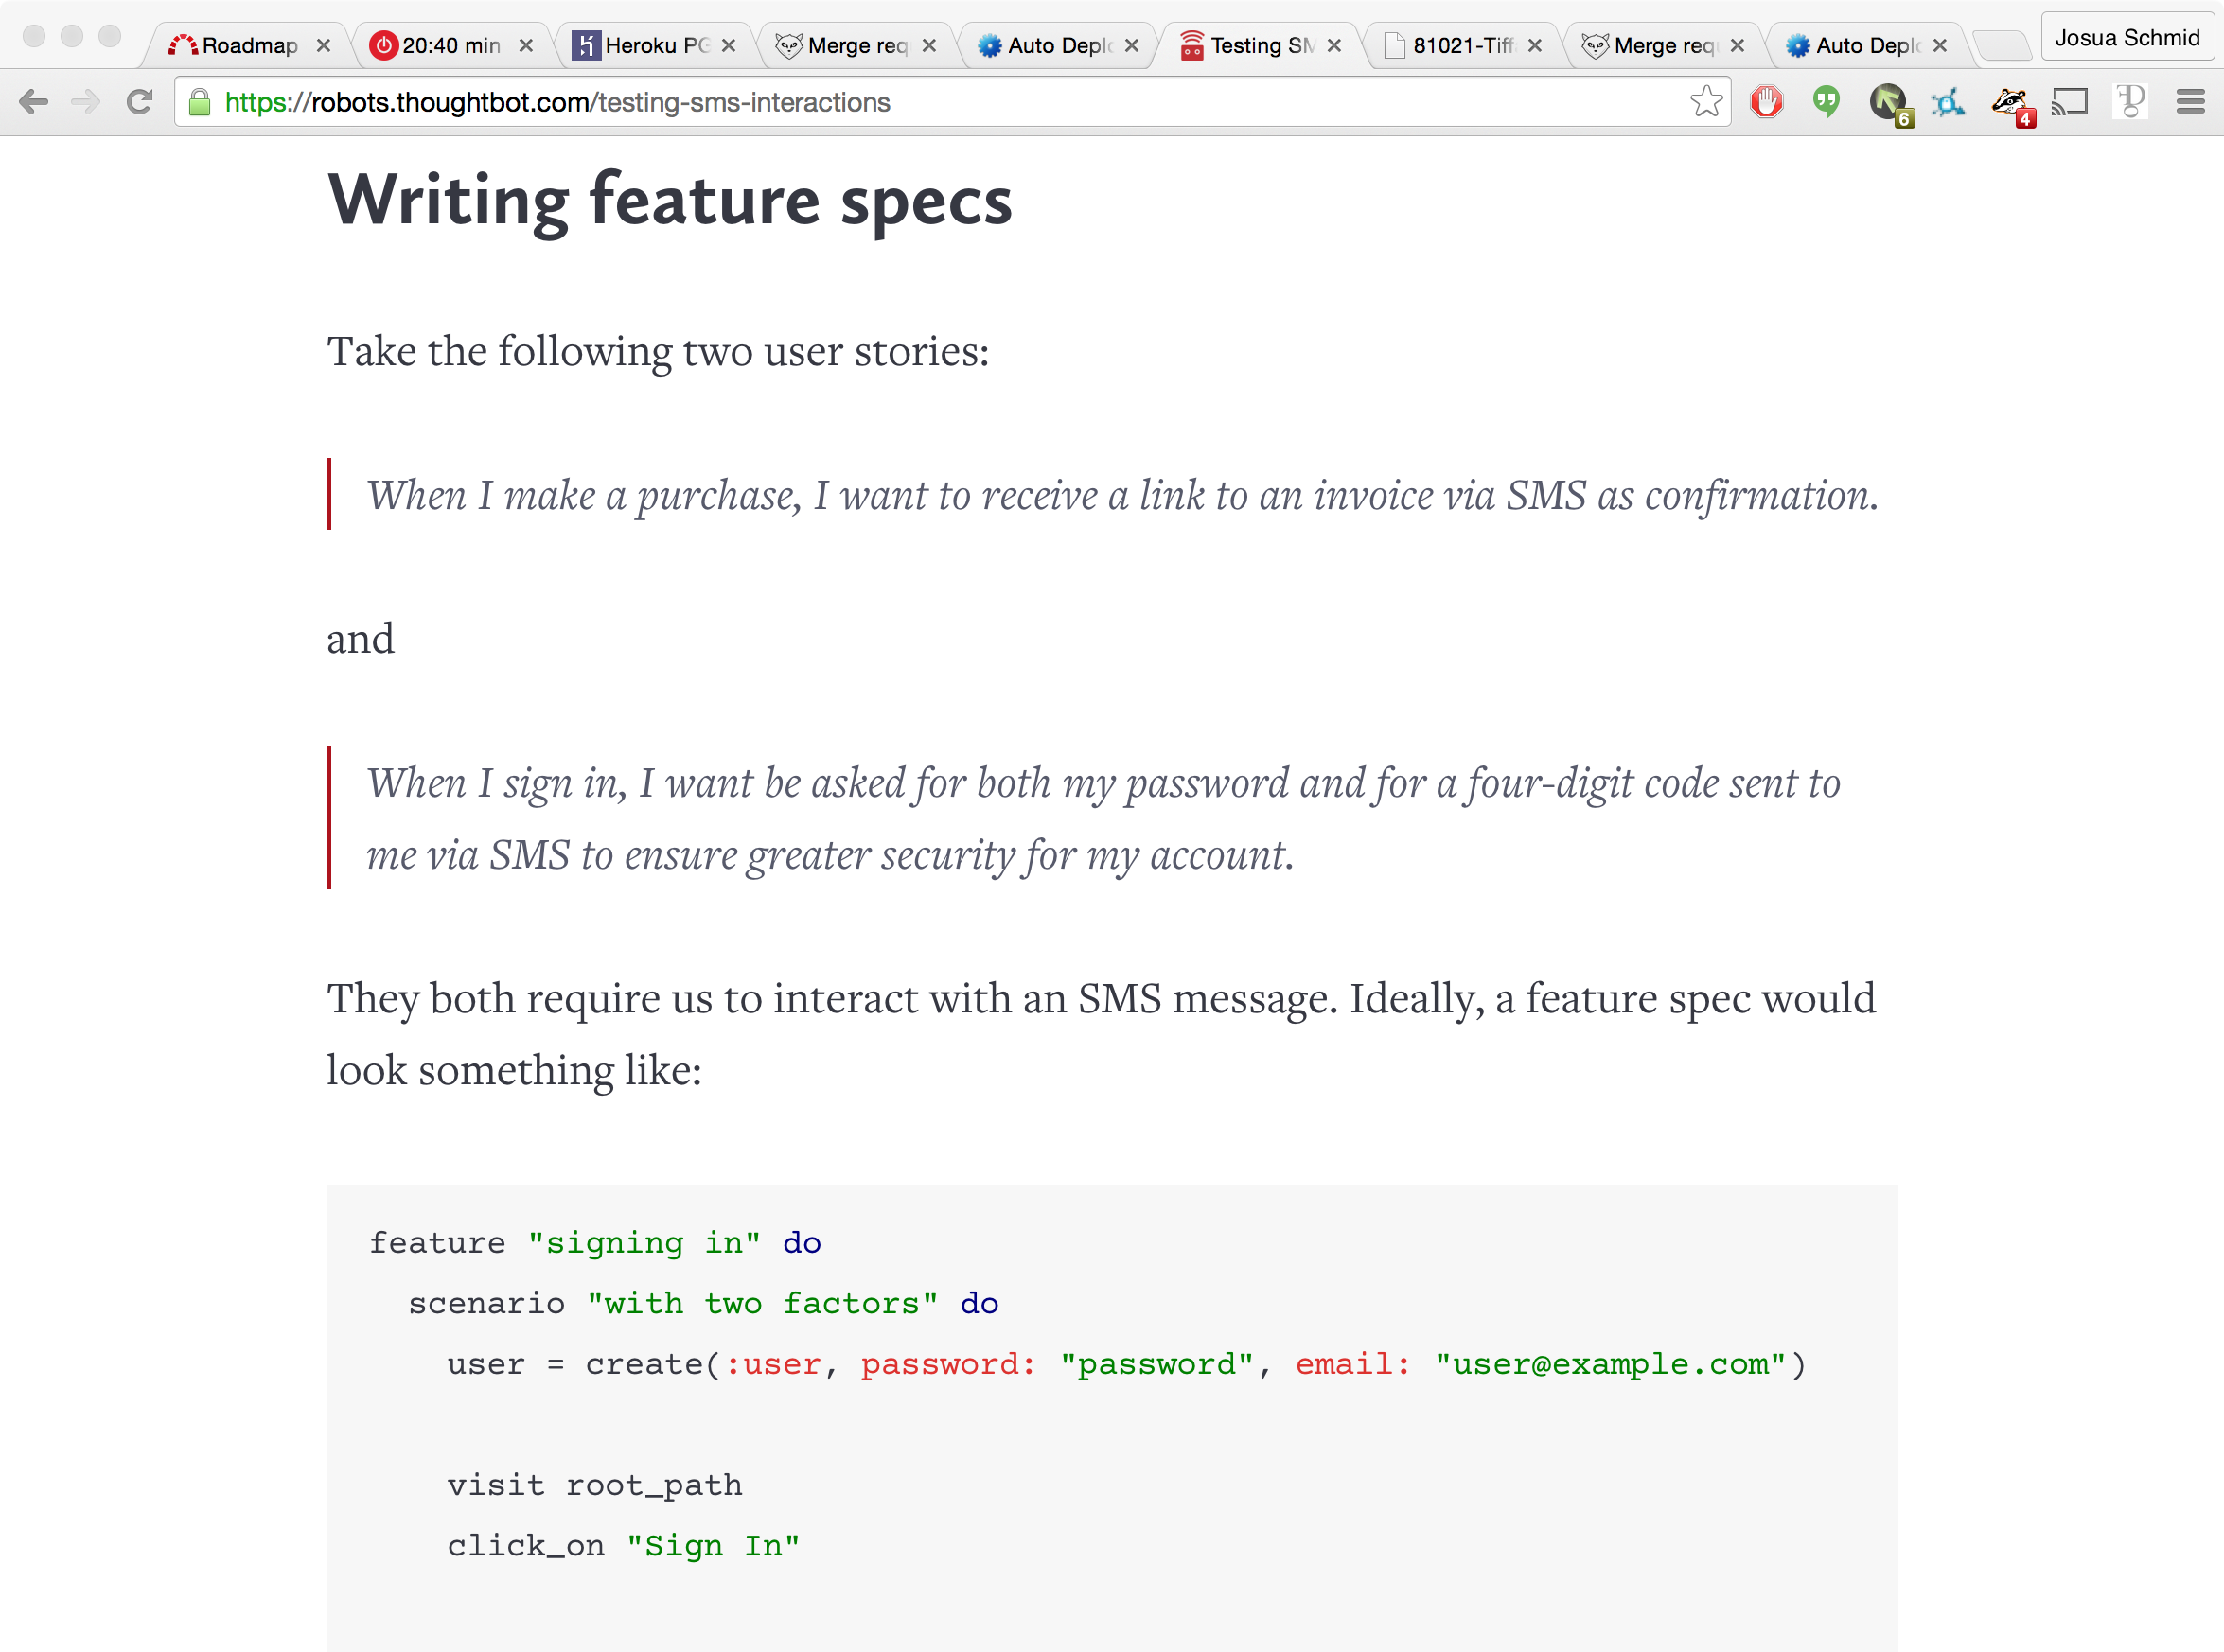 Roadmap
20:40 min
Heroku PG
Merge req
Auto Deplo
Testing SM
81021-Tiff
Merge req
Auto Deplo
Josua Schmid
https://robots.thoughtbot.com/testing-sms-interactions
6
4
Writing feature specs
Take the following two user stories:
When I make a purchase, I want to receive a link to an invoice via SMS as confirmation.
and
When I sign in, I want be asked for both my password and for a four-digit code sent to
me via SMS to ensure greater security for my account.
They both require us to interact with an SMS message. Ideally, a feature spec would
look something like:
feature "signing in" do
scenario "with two factors" do
user = create(:user, password: "password", email: "user@example.com")
visit root_path
click_on "Sign In"